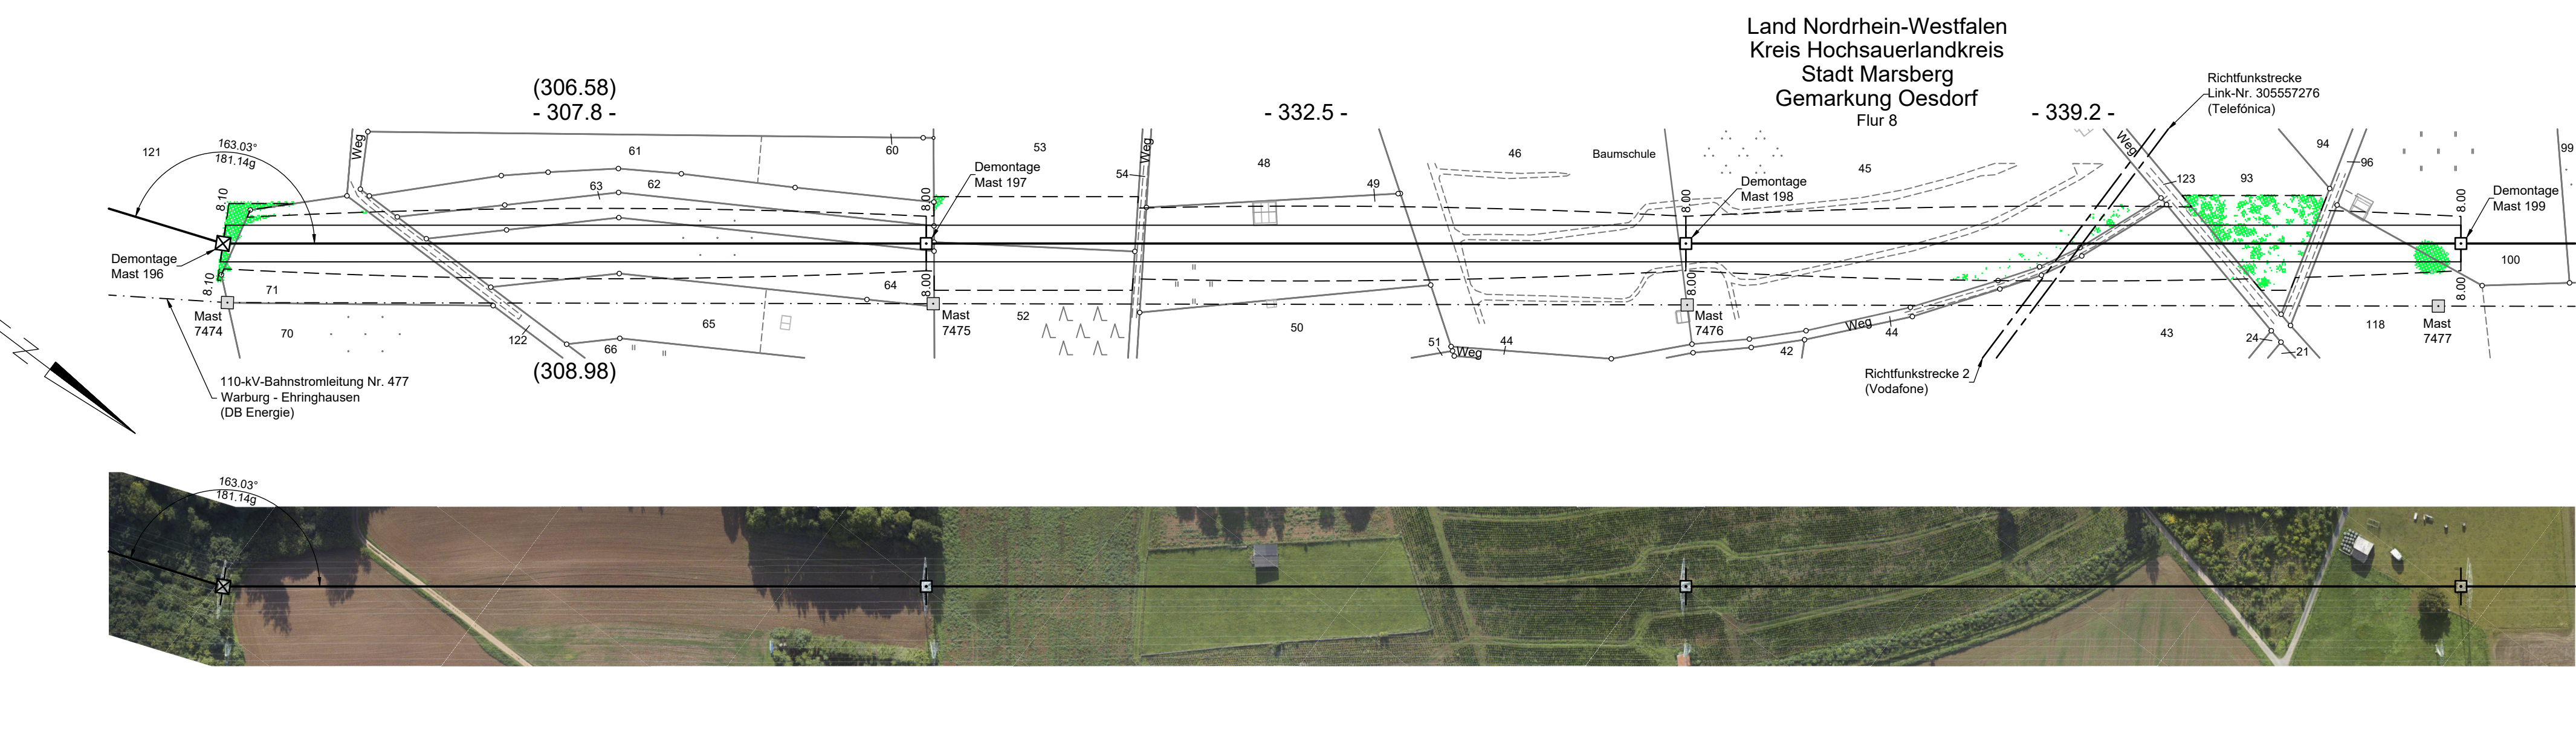 Land Nordrhein-Westfalen
Kreis Hochsauerlandkreis
Stadt Marsberg
Gemarkung Oesdorf
Flur 8
(306.58)
- 307.8 -
- 332.5 -
- 339.2 -
Richtfunkstrecke
Link-Nr. 305557276
(Telefónica)
121
163.03°
181.14g
Weg
61
60
53
Weg
48
46
Baumschule
45
Weg
94
96
99
Demontage
Mast 197
54
63
62
49
Demontage
Mast 198
123
93
Demontage
Mast 199
8.10
8.00
8.00
8.00
Demontage
Mast 196
8.10
8.00
8.00
8.00
71
64
100
Mast
7474
70
65
Mast
7475
52
50
Mast
7476
Weg
44
43
118
Mast
7477
122
66
51
Weg
44
42
24
21
(308.98)
110-kV-Bahnstromleitung Nr. 477
Warburg - Ehringhausen
(DB Energie)
Richtfunkstrecke 2
(Vodafone)
N
163.03°
181.14g